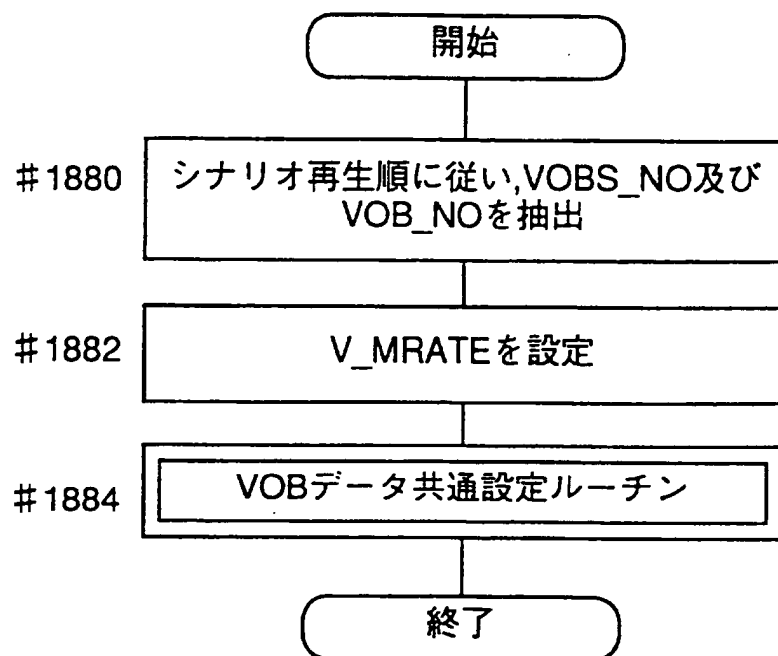 開始
#1880
シナリオ再生順に従い,VOBS_NO及び
VOB_NOを抽出
#1882
V_MRATEを設定
#1884
VOBデータ共通設定ルーチン
終了